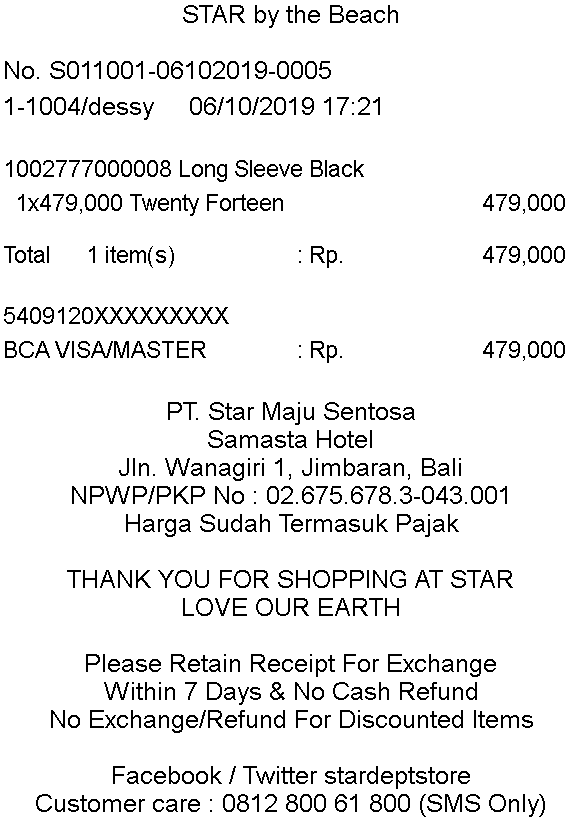 STAR by the Beach
No. S011001-06102019-0005
1-1004/dessy 06/10/2019 17:21
1002777000008 Long Sleeve Black
1x479,000 Twenty Forteen 479,000
Total 1 item(s) : Rp. 479,000
5409120XXXXXXXXX
BCA VISA/MASTER : Rp. 479,000
PT. Star Maju Sentosa
Samasta Hotel
Jln. Wanagiri 1, Jimbaran, Bali
NPWP/PKP No : 02.675.678.3-043.001
Harga Sudah Termasuk Pajak
THANK YOU FOR SHOPPING AT STAR
LOVE OUR EARTH
Please Retain Receipt For Exchange
Within 7 Days & No Cash Refund
No Exchange/Refund For Discounted Items
Facebook / Twitter stardeptstore
Customer care : 0812 800 61 800 (SMS Only)